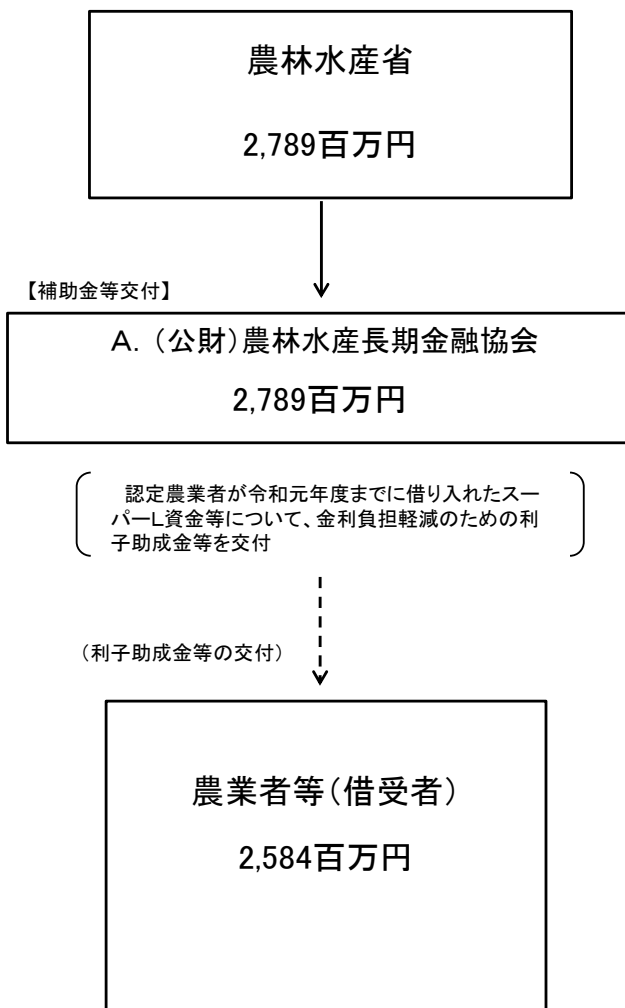 農林水産省
2,789百万円
【補助金等交付】
A．（公財）農林水産長期金融協会
2,789百万円
認定農業者が令和元年度までに借り入れたスー
パーL資金等について、金利負担軽減のための利
子助成金等を交付
（利子助成金等の交付）
農業者等（借受者）
2,584百万円